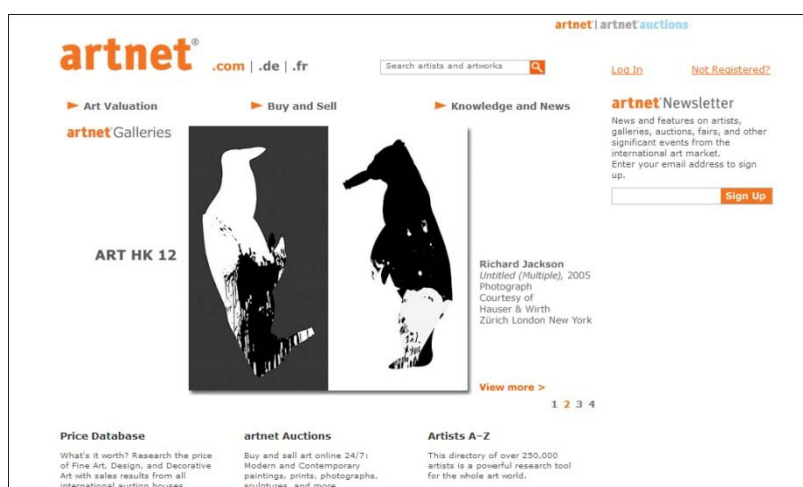 artnet | artnet auctions
artnet® .com | .de | .fr
Search artists and artworks
Log In Not Registered?
Art Valuation
Buy and Sell
Knowledge and News
artnet Galleries
ART HK 12
Richard Jackson
Untitled (Multiple), 2005
Photograph
Courtesy of
Hauser & Wirth
Zürich London New York
View more >
1 2 3 4
artnet Newsletter
News and features on artists,
galleries, auctions, fairs, and other
significant events from the
international art market.
Enter your email address to sign
up.
Sign Up
Price Database
What's it worth? Research the price
of Fine Art, Design, and Decorative
Art with sales results from all
international auction houses
artnet Auctions
Buy and sell art online 24/7:
Modern and Contemporary
paintings, prints, photographs,
sculptures, and more
Artists A–Z
This directory of over 250,000
artists is a powerful research tool
for the whole art world.